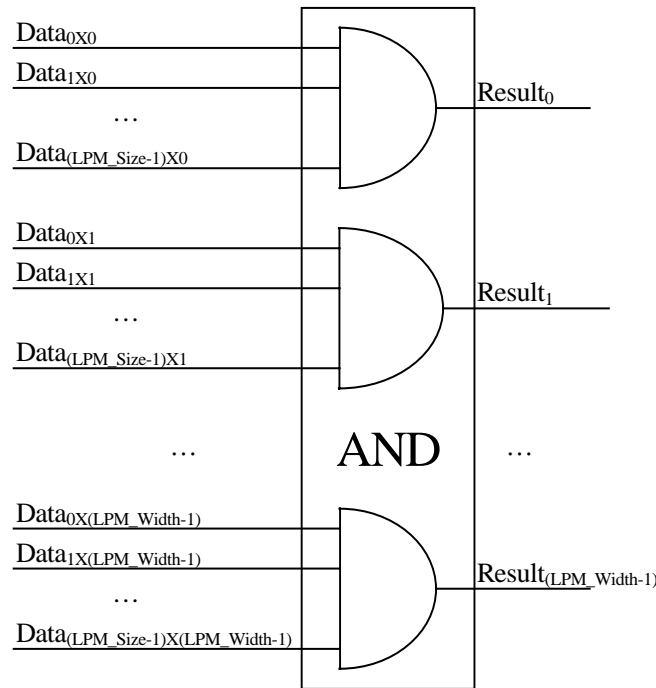 Data0X0
Data1X0
Result0
…
Data(LPM_Size-1)X0
Data0X1
Data1X1
Result1
…
Data(LPM_Size-1)X1
… AND …
Data0X(LPM_Width-1)
Data1X(LPM_Width-1)
Result(LPM_Width-1)
…
Data(LPM_Size-1)X(LPM_Width-1)